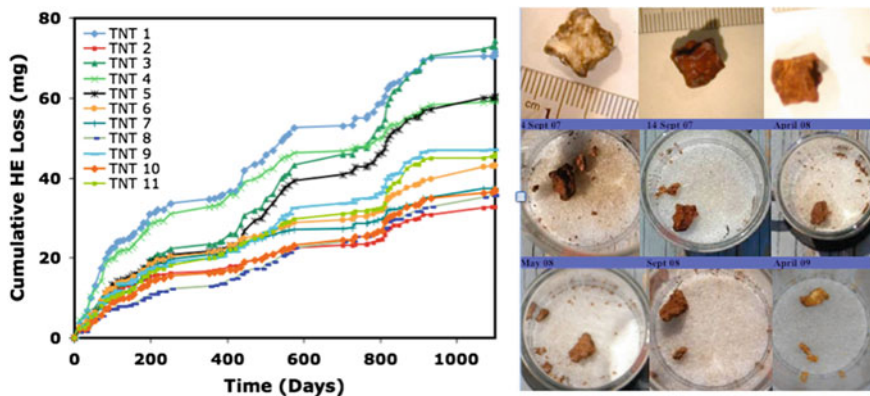 80
60
40
20
0
Cumulative HE Loss (mg)
TNT 1
TNT 2
TNT 3
TNT 4
TNT 5
TNT 6
TNT 7
TNT 8
TNT 9
TNT 10
TNT 11
0 200 400 600 800 1000
Time (Days)
cm 1
4 Sept 07 14 Sept 07 April 08
May 08 Sept 08 April 09